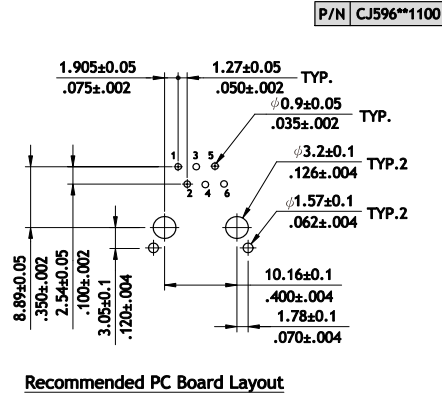 P/N CJ596**1100
1.905±0.05
.075±.002
1.27±0.05
.050±.002
TYP.
ϕ0.9±0.05
.035±.002
TYP.
ϕ3.2±0.1
.126±.004
TYP.2
ϕ1.57±0.1
.062±.004
TYP.2
1 3 5
2 4 6
8.89±0.05
.350±.002
2.54±0.05
.100±.002
3.05±0.1
.120±.004
10.16±0.1
.400±.004
1.78±0.1
.070±.004
Recommended PC Board Layout